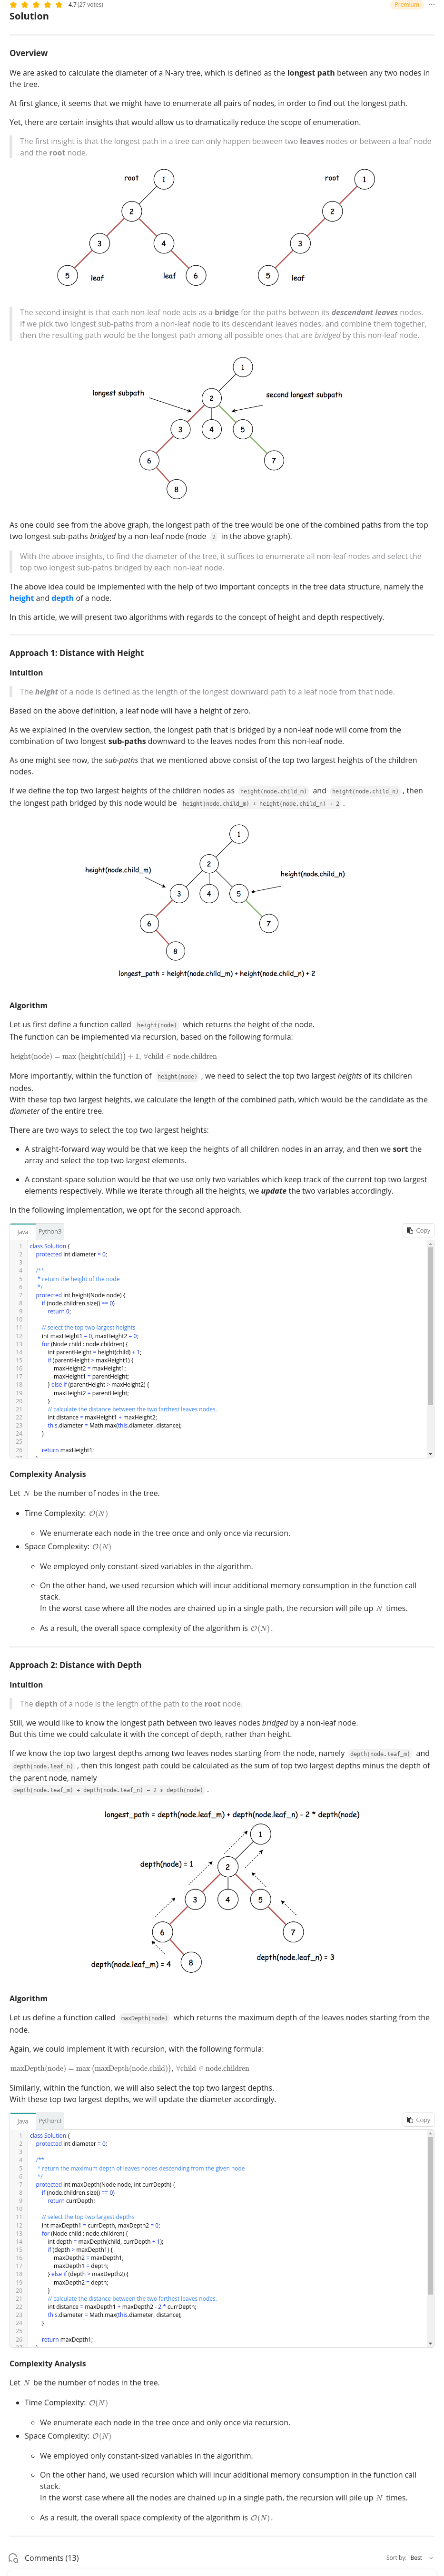 4.7 (27 votes)
Premium
Solution
Overview
We are asked to calculate the diameter of a N-ary tree, which is defined as the longest path between any two nodes in
the tree.
At first glance, it seems that we might have to enumerate all pairs of nodes, in order to find out the longest path.
Yet, there are certain insights that would allow us to dramatically reduce the scope of enumeration.
The first insight is that the longest path in a tree can only happen between two leaves nodes or between a leaf node
and the root node.
root 1
2
3 4
5 leaf leaf 6
root 1
2
3
5 leaf
The second insight is that each non-leaf node acts as a bridge for the paths between its descendant leaves nodes.
If we pick two longest sub-paths from a non-leaf node to its descendant leaves nodes, and combine them together,
then the resulting path would be the longest path among all possible ones that are bridged by this non-leaf node.
1
longest subpath 2 second longest subpath
3 4 5
6 7
8
As one could see from the above graph, the longest path of the tree would be one of the combined paths from the top
two longest sub-paths bridged by a non-leaf node (node 2 in the above graph).
With the above insights, to find the diameter of the tree, it suffices to enumerate all non-leaf nodes and select the
top two longest sub-paths bridged by each non-leaf node.
The above idea could be implemented with the help of two important concepts in the tree data structure, namely the
height and depth of a node.
In this article, we will present two algorithms with regards to the concept of height and depth respectively.
Approach 1: Distance with Height
Intuition
The height of a node is defined as the length of the longest downward path to a leaf node from that node.
Based on the above definition, a leaf node will have a height of zero.
As we explained in the overview section, the longest path that is bridged by a non-leaf node will come from the
combination of two longest sub-paths downward to the leaves nodes from this non-leaf node.
As one might see now, the sub-paths that we mentioned above consist of the top two largest heights of the children
nodes.
If we define the top two largest heights of the children nodes as height(node.child_m) and height(node.child_n) , then
the longest path bridged by this node would be height(node.child_m) + height(node.child_n) + 2 .
1
height(node.child_m) 2 height(node.child_n)
3 4 5
6 7
8
longest_path = height(node.child_m) + height(node.child_n) + 2
Algorithm
Let us first define a function called height(node) which returns the height of the node.
The function can be implemented via recursion, based on the following formula:
height(node) = max (height(child)) + 1, ∀child ∈ node.children
More importantly, within the function of height(node) , we need to select the top two largest heights of its children
nodes.
With these top two largest heights, we calculate the length of the combined path, which would be the candidate as the
diameter of the entire tree.
There are two ways to select the top two largest heights:
• A straight-forward way would be that we keep the heights of all children nodes in an array, and then we sort the
array and select the top two largest elements.
• A constant-space solution would be that we use only two variables which keep track of the current top two largest
elements respectively. While we iterate through all the heights, we update the two variables accordingly.
In the following implementation, we opt for the second approach.
Java Python3 Copy
1 class Solution {
2 protected int diameter = 0;
3
4 /**
5 * return the height of the node
6 */
7 protected int height(Node node) {
8 if (node.children.size() == 0)
9 return 0;
10
11 // select the top two largest heights
12 int maxHeight1 = 0, maxHeight2 = 0;
13 for (Node child : node.children) {
14 int parentHeight = height(child) + 1;
15 if (parentHeight > maxHeight1) {
16 maxHeight2 = maxHeight1;
17 maxHeight1 = parentHeight;
18 } else if (parentHeight > maxHeight2) {
19 maxHeight2 = parentHeight;
20 }
21 // calculate the distance between the two farthest leaves nodes.
22 int distance = maxHeight1 + maxHeight2;
23 this.diameter = Math.max(this.diameter, distance);
24 }
25
26 return maxHeight1;
Complexity Analysis
Let N be the number of nodes in the tree.
• Time Complexity: O(N)
◦ We enumerate each node in the tree once and only once via recursion.
• Space Complexity: O(N)
◦ We employed only constant-sized variables in the algorithm.
◦ On the other hand, we used recursion which will incur additional memory consumption in the function call
stack.
In the worst case where all the nodes are chained up in a single path, the recursion will pile up N times.
◦ As a result, the overall space complexity of the algorithm is O(N).
Approach 2: Distance with Depth
Intuition
The depth of a node is the length of the path to the root node.
Still, we would like to know the longest path between two leaves nodes bridged by a non-leaf node.
But this time we could calculate it with the concept of depth, rather than height.
If we know the top two largest depths among two leaves nodes starting from the node, namely depth(node.leaf_m) and
depth(node.leaf_n) , then this longest path could be calculated as the sum of top two largest depths minus the depth of
the parent node, namely
depth(node.leaf_m) + depth(node.leaf_n) - 2 * depth(node) .
longest_path = depth(node.leaf_m) + depth(node.leaf_n) - 2 * depth(node)
1
depth(node) = 1 2
3 4 5
6 7
depth(node.leaf_m) = 4 8 depth(node.leaf_n) = 3
Algorithm
Let us define a function called maxDepth(node) which returns the maximum depth of the leaves nodes starting from the
node.
Again, we could implement it with recursion, with the following formula:
maxDepth(node) = max (maxDepth(node.child)), ∀child ∈ node.children
Similarly, within the function, we will also select the top two largest depths.
With these top two largest depths, we will update the diameter accordingly.
Java Python3 Copy
1 class Solution {
2 protected int diameter = 0;
3
4 /**
5 * return the maximum depth of leaves nodes descending from the given node
6 */
7 protected int maxDepth(Node node, int currDepth) {
8 if (node.children.size() == 0)
9 return currDepth;
10
11 // select the top two largest depths
12 int maxDepth1 = currDepth, maxDepth2 = 0;
13 for (Node child : node.children) {
14 int depth = maxDepth(child, currDepth + 1);
15 if (depth > maxDepth1) {
16 maxDepth2 = maxDepth1;
17 maxDepth1 = depth;
18 } else if (depth > maxDepth2) {
19 maxDepth2 = depth;
20 }
21 // calculate the distance between the two farthest leaves nodes.
22 int distance = maxDepth1 + maxDepth2 - 2 * currDepth;
23 this.diameter = Math.max(this.diameter, distance);
24 }
25
26 return maxDepth1;
Complexity Analysis
Let N be the number of nodes in the tree.
• Time Complexity: O(N)
◦ We enumerate each node in the tree once and only once via recursion.
• Space Complexity: O(N)
◦ We employed only constant-sized variables in the algorithm.
◦ On the other hand, we used recursion which will incur additional memory consumption in the function call
stack.
In the worst case where all the nodes are chained up in a single path, the recursion will pile up N times.
◦ As a result, the overall space complexity of the algorithm is O(N).
Comments (13) Sort by: Best